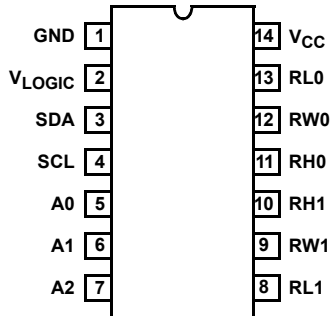 GND 1 14 VCC
VLOGIC 2 13 RL0
SDA 3 12 RW0
SCL 4 11 RH0
A0 5 10 RH1
A1 6 9 RW1
A2 7 8 RL1